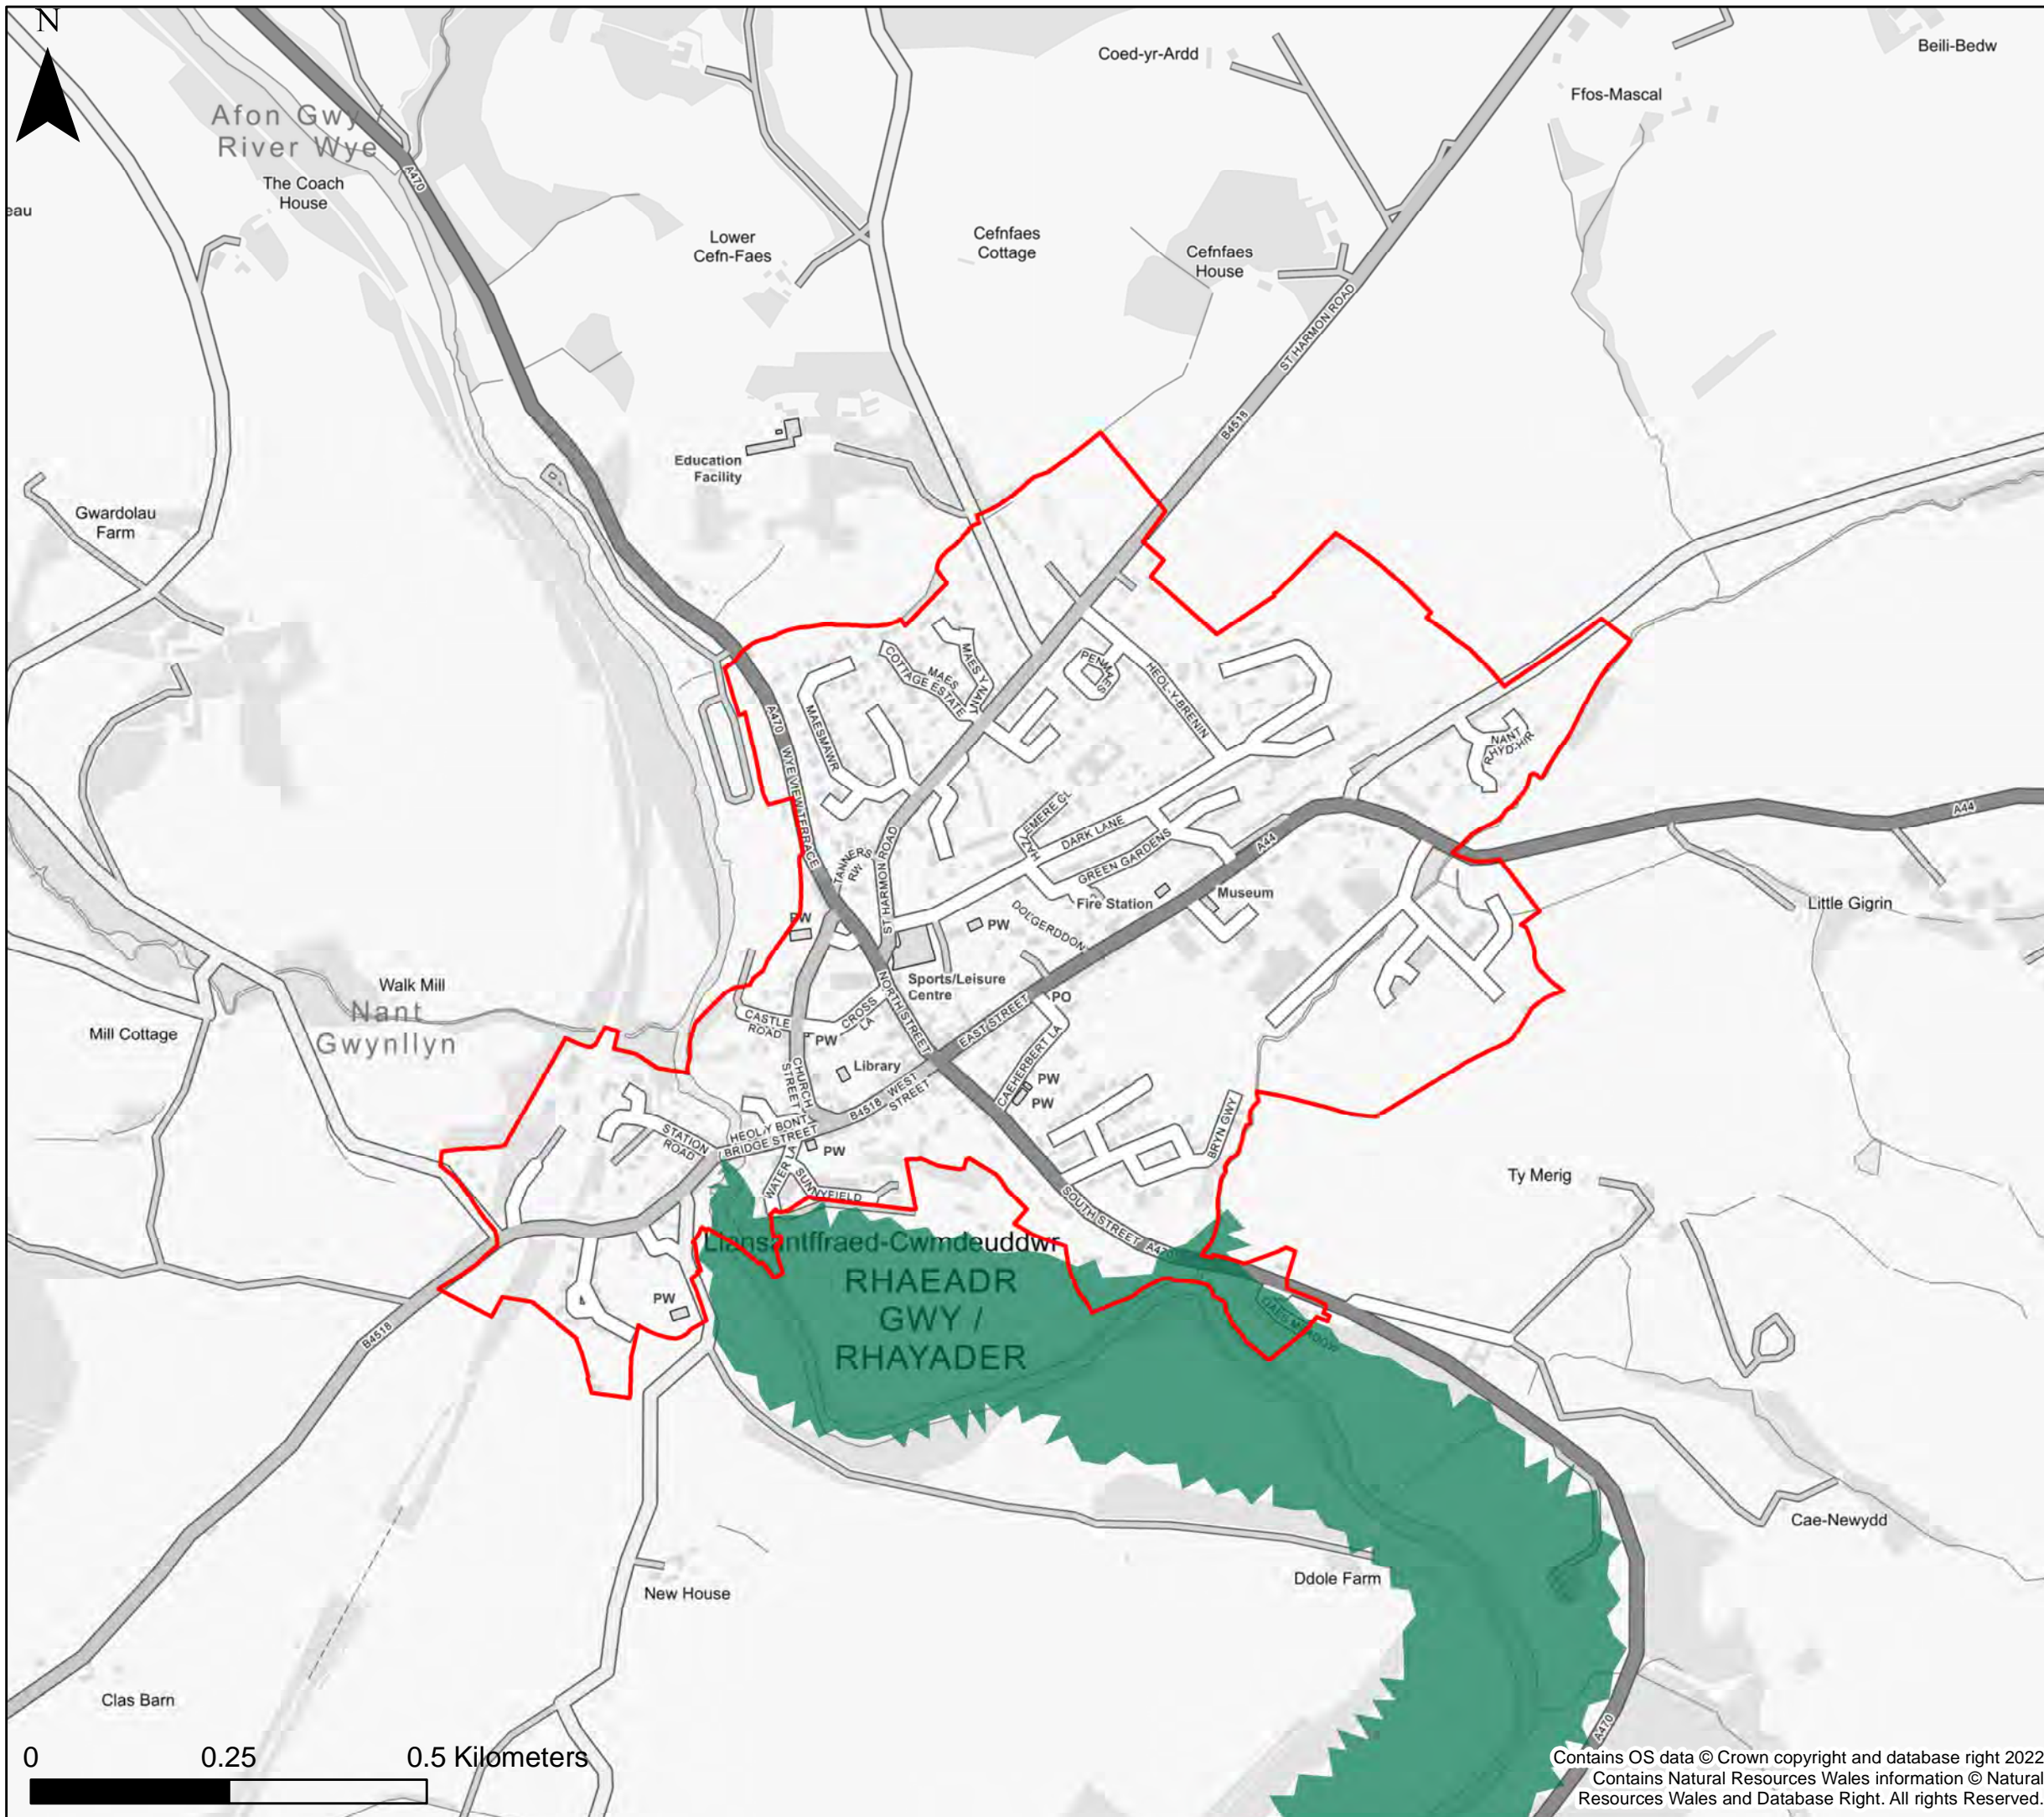 N
Coed-yr-Ardd
Beili-Bedw
Ffos-Mascal
Afon Gwy /
River Wye
A470
The Coach
House
eau
Lower
Cefn-Faes
Cefnfaes
Cottage
Cefnfaes
House
ST HARMON ROAD
B4518
Education
Facility
Gwardolau
Farm
MAES Y NANT
MAES
COTTAGE ESTATE
PENMAES
HEOL-Y-BRENIN
MAESMAWR
A470
WYE VIEW TERRACE
NANT
RHYD-HIR
A44
HAZLEMERE CL
DARK LANE
GREEN GARDENS
A44
TANNERS
RW
ST HARMON ROAD
Fire Station
Museum
Little Gigrin
PW
PW
DOLGERDDON
Sports/Leisure
Centre
NORTH STREET
PO
Walk Mill
Nant
Gwynllyn
Mill Cottage
CASTLE
ROAD
CROSS
LA
PW
EAST STREET
CAEHERBERT LA
Library
CHURCH
STREET
B4518
WEST
STREET
PW
PW
BRYN GWY
STATION
ROAD
HEOL Y BONT
BRIDGE STREET
PW
WATER LA
SUNNYFIELD
Ty Merig
SOUTH STREET
A470
Llansantffraed-Cwmdeuddwr
RHAEADR
GWY /
RHAYADER
PW
B4518
Cae-Newydd
Ddole Farm
New House
Clas Barn
A470
0
0.25
0.5 Kilometers
Contains OS data © Crown copyright and database right 2022
Contains Natural Resources Wales information © Natural
Resources Wales and Database Right. All rights Reserved.